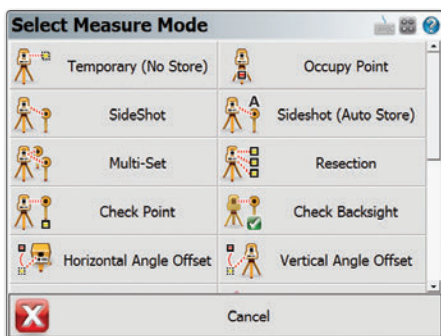 Select Measure Mode
Temporary (No Store)
Occupy Point
SideShot
A
Sideshot (Auto Store)
Multi-Set
Resection
Check Point
Check Backsight
Horizontal Angle Offset
Vertical Angle Offset
Cancel